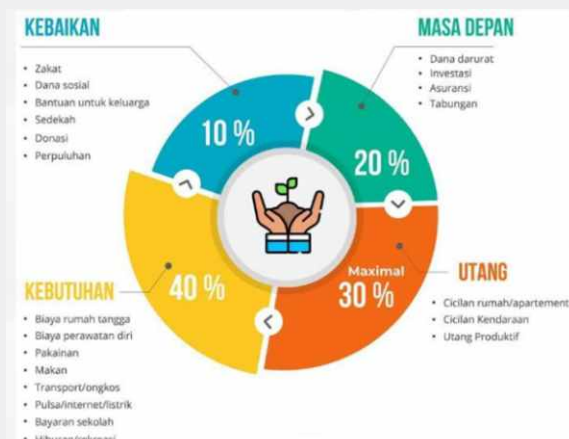 KEBAIKAN
• Zakat
• Dana sosial
• Bantuan untuk keluarga
• Sedekah
• Donasi
• Perpuluhan
10 %
MASA DEPAN
• Dana darurat
• Investasi
• Asuransi
• Tabungan
20 %
UTANG
• Cicilan rumah/apartement
• Cicilan Kendaraan
• Utang Produktif
Maximal
30 %
KEBUTUHAN
• Biaya rumah tangga
• Biaya perawatan diri
• Pakainan
• Makan
• Transport/ongkos
• Pulsa/internet/listrik
• Bayaran sekolah
40 %